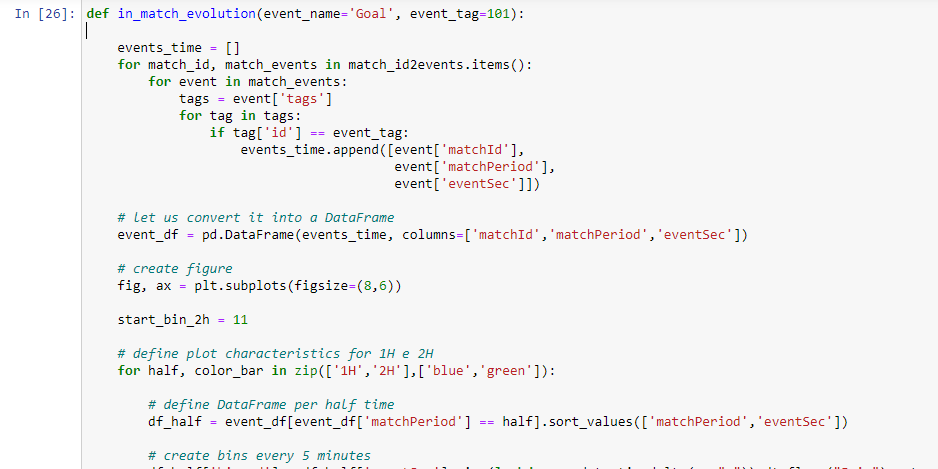 In [26]: def in_match_evolution(event_name='Goal', event_tag=101):
events_time = []
for match_id, match_events in match_id2events.items():
for event in match_events:
tags = event['tags']
for tag in tags:
if tag['id'] == event_tag:
events_time.append([event['matchId'],
event['matchPeriod'],
event['eventSec']])
# let us convert it into a DataFrame
event_df = pd.DataFrame(events_time, columns=['matchId','matchPeriod','eventSec'])
# create figure
fig, ax = plt.subplots(figsize=(8,6))
start_bin_2h = 11
# define plot characteristics for 1H e 2H
for half, color_bar in zip(['1H','2H'],['blue','green']):
# define DataFrame per half time
df_half = event_df[event_df['matchPeriod'] == half].sort_values(['matchPeriod','eventSec'])
# create bins every 5 minutes